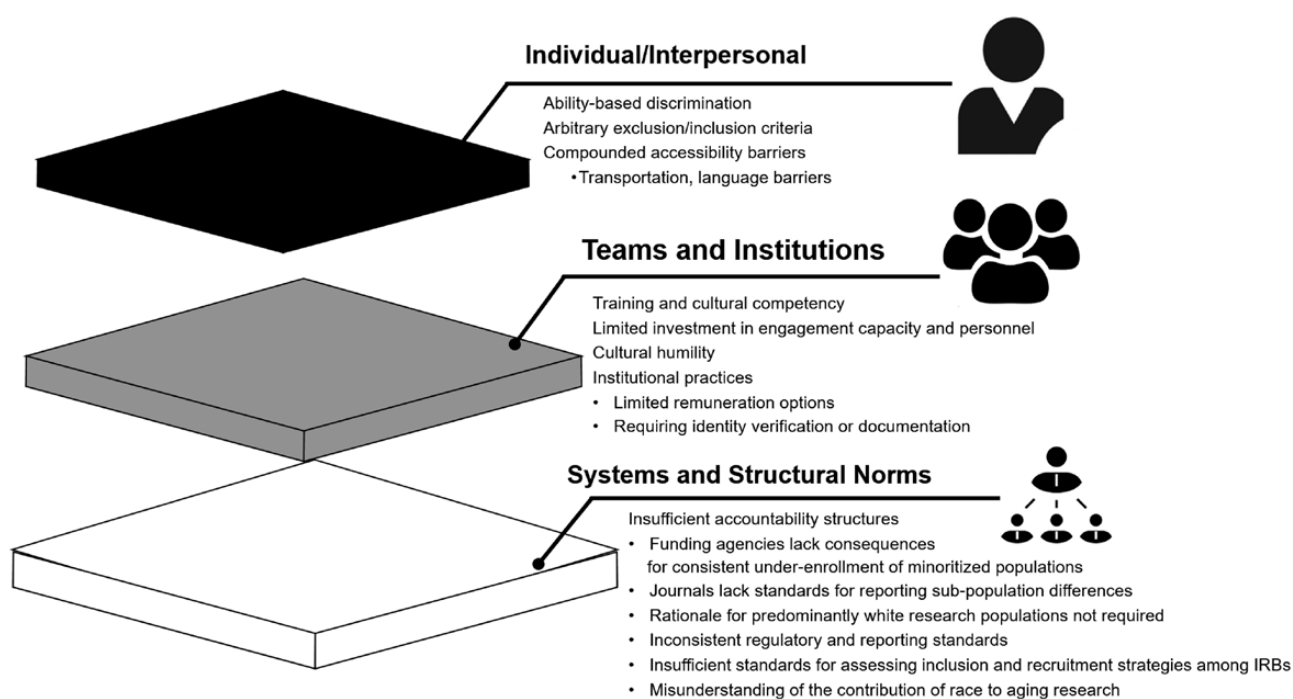 Individual/Interpersonal
Ability-based discrimination
Arbitrary exclusion/inclusion criteria
Compounded accessibility barriers
•Transportation, language barriers
Teams and Institutions
Training and cultural competency
Limited investment in engagement capacity and personnel
Cultural humility
Institutional practices
• Limited remuneration options
• Requiring identity verification or documentation
Systems and Structural Norms
Insufficient accountability structures
• Funding agencies lack consequences
for consistent under-enrollment of minoritized populations
• Journals lack standards for reporting sub-population differences
• Rationale for predominantly white research populations not required
• Inconsistent regulatory and reporting standards
• Insufficient standards for assessing inclusion and recruitment strategies among IRBs
• Misunderstanding of the contribution of race to aging research